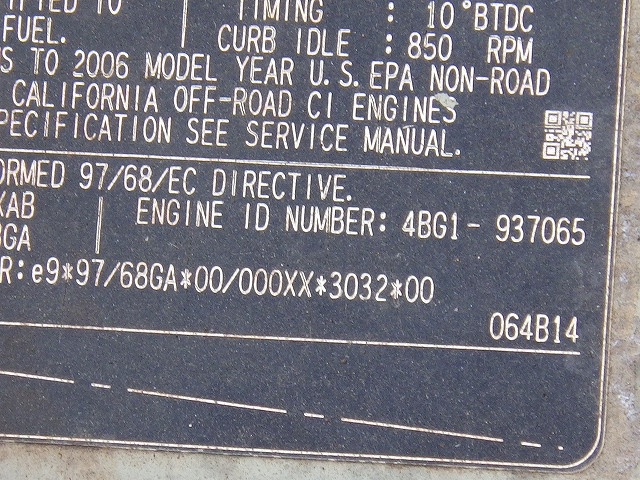 TO
TIMING : 10°BTDC
FUEL. CURB IDLE : 850 RPM
TO 2006 MODEL YEAR U.S.EPA NON-ROAD
CALIFORNIA OFF-ROAD CI ENGINES
PECIFICATION SEE SERVICE MANUAL.
ORMED 97/68/EC DIRECTIVE.
XAB ENGINE ID NUMBER: 4BG1- 937065
GA
R:e9*97/68GA*00/000XX*3032*00
064B14